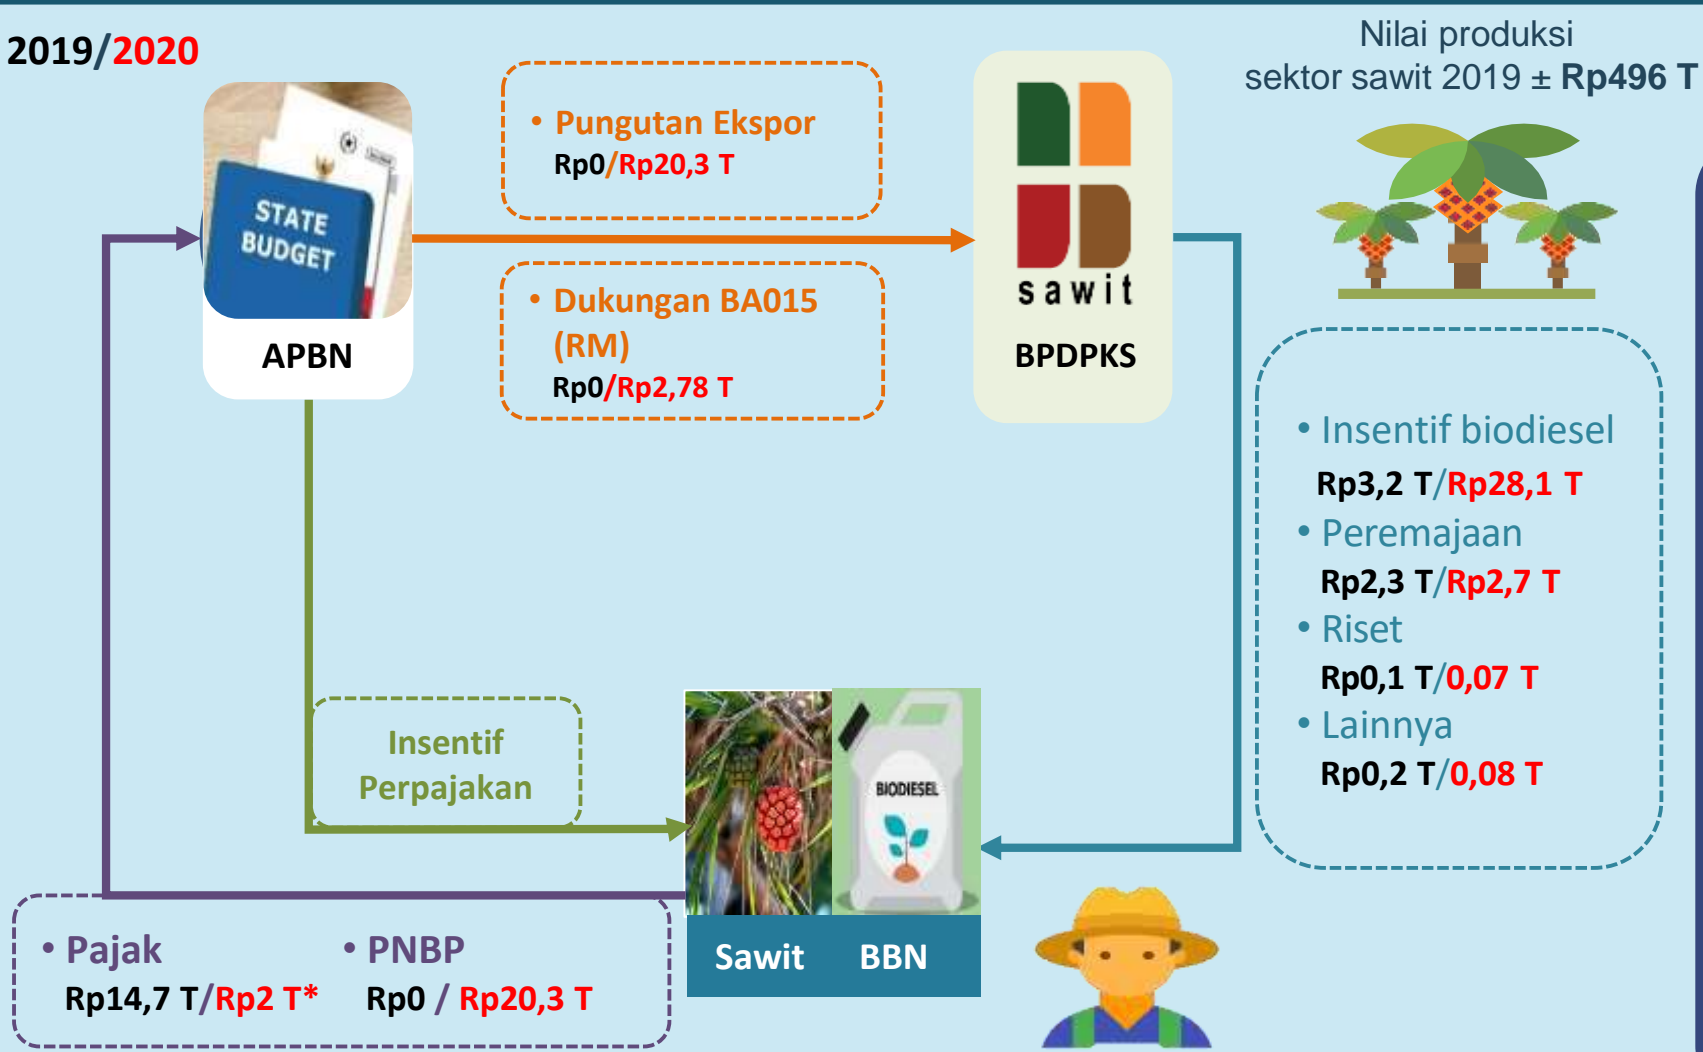 2019/2020
Nilai produksi
sektor sawit 2019 ± Rp496 T
STATE
BUDGET
APBN
• Pungutan Ekspor
Rp0/Rp20,3 T
• Dukungan BA015
(RM)
Rp0/Rp2,78 T
sawit
BPDPKS
• Insentif biodiesel
Rp3,2 T/Rp28,1 T
• Peremajaan
Rp2,3 T/Rp2,7 T
• Riset
Rp0,1 T/0,07 T
• Lainnya
Rp0,2 T/0,08 T
Insentif
Perpajakan
BIODIESEL
Sawit BBN
• Pajak
Rp14,7 T/Rp2 T*
• PNBP
Rp0 / Rp20,3 T